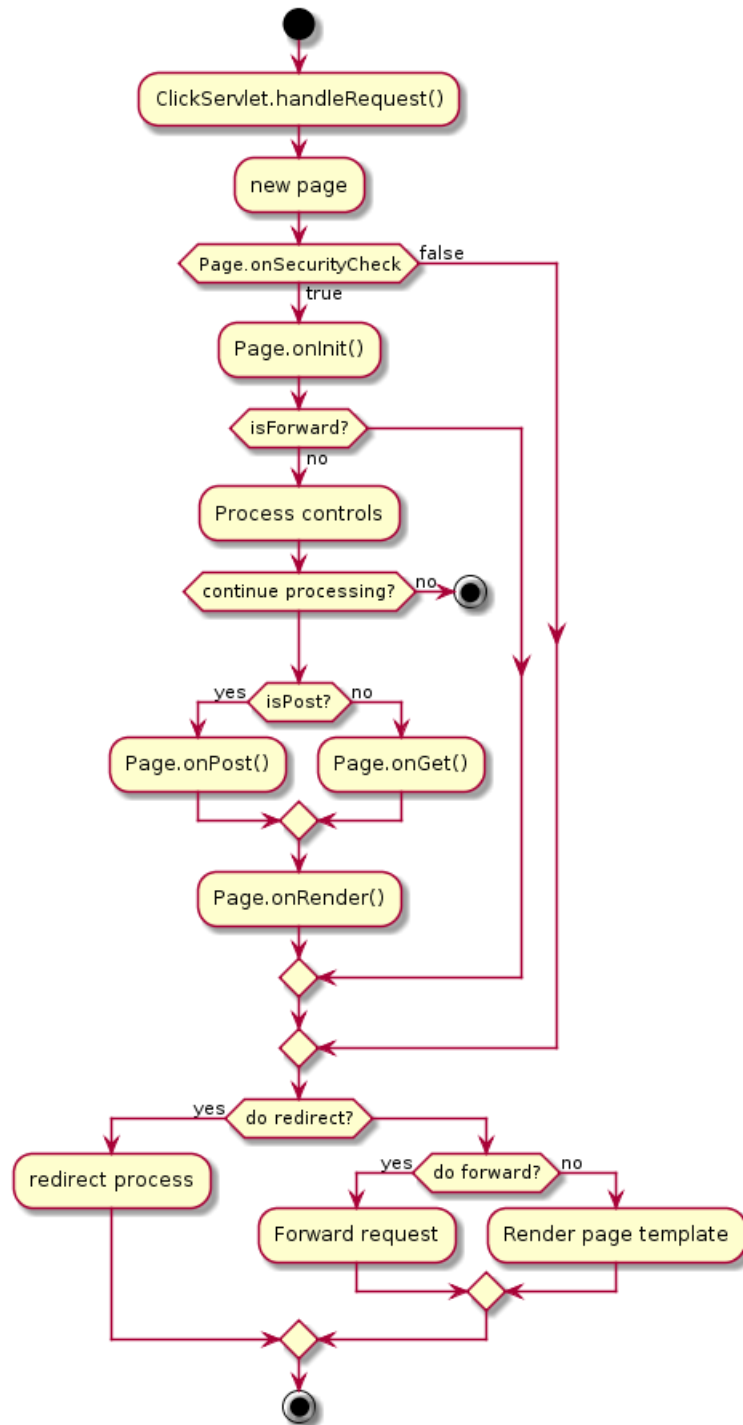 ClickServlet.handleRequest()
new page
Page.onSecurityCheck
false
true
Page.onInit()
isForward?
no
Process controls
continue processing?
no
yes
isPost?
no
Page.onPost()
Page.onGet()
Page.onRender()
yes
do redirect?
redirect process
yes
do forward?
no
Forward request
Render page template